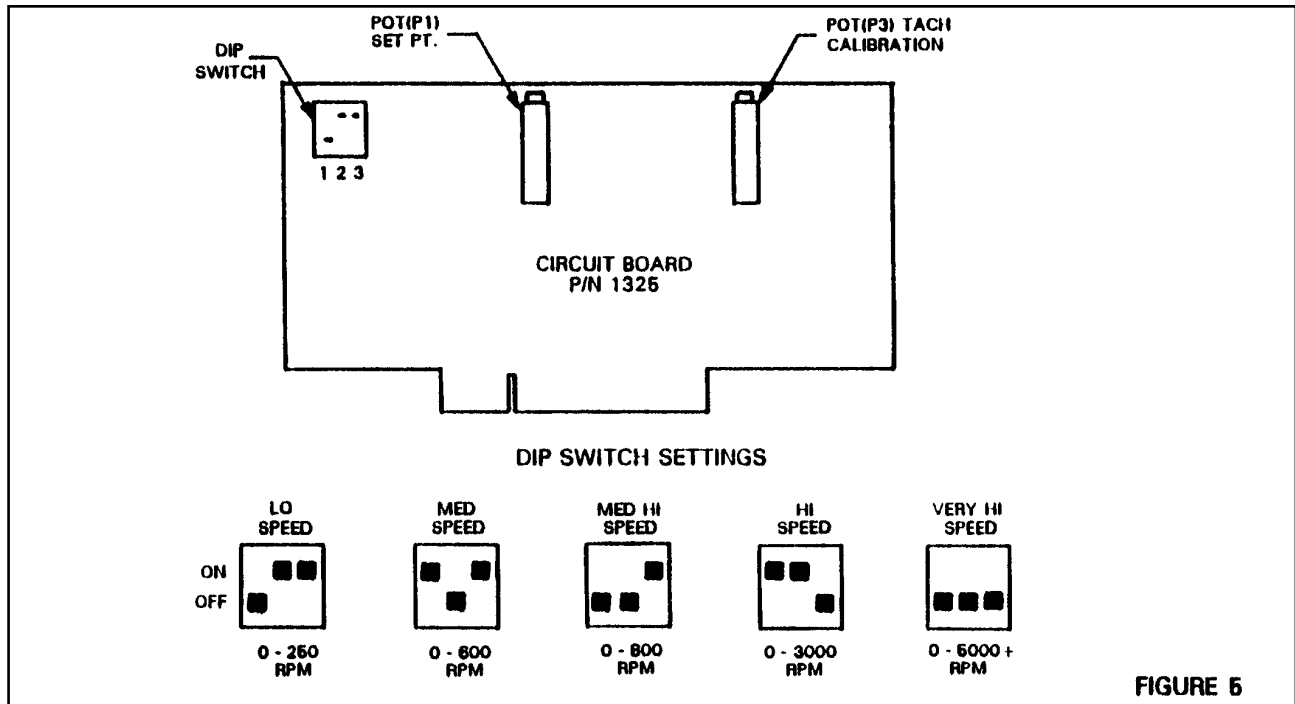 POT(P1)
SET PT.
POT(P3) TACH
CALIBRATION
DIP
SWITCH
1 2 3
CIRCUIT BOARD
P/N 1325
DIP SWITCH SETTINGS
LO
SPEED
MED
SPEED
MED HI
SPEED
HI
SPEED
VERY HI
SPEED
ON
OFF
0 - 250
RPM
0 - 600
RPM
0 - 800
RPM
0 - 3000
RPM
0 - 5000 +
RPM
FIGURE 5